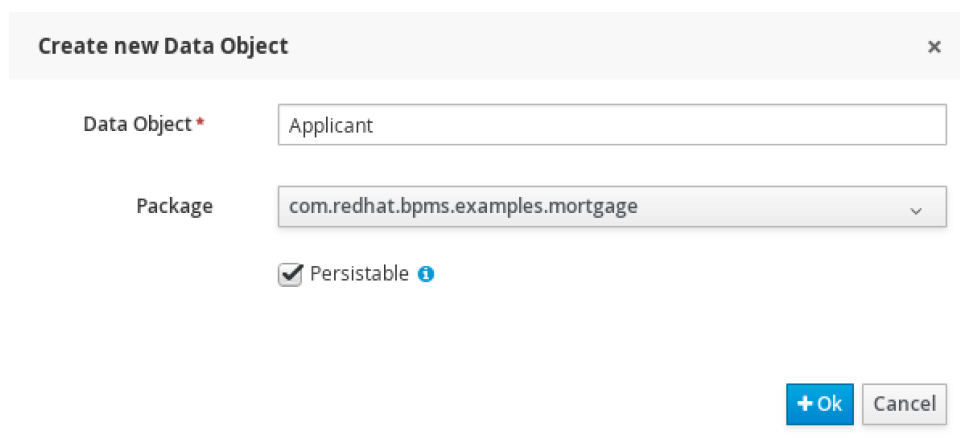 Create new Data Object ×
Data Object*
Applicant
Package
com.redhat.bpms.examples.mortgage
Persistable
+ Ok Cancel